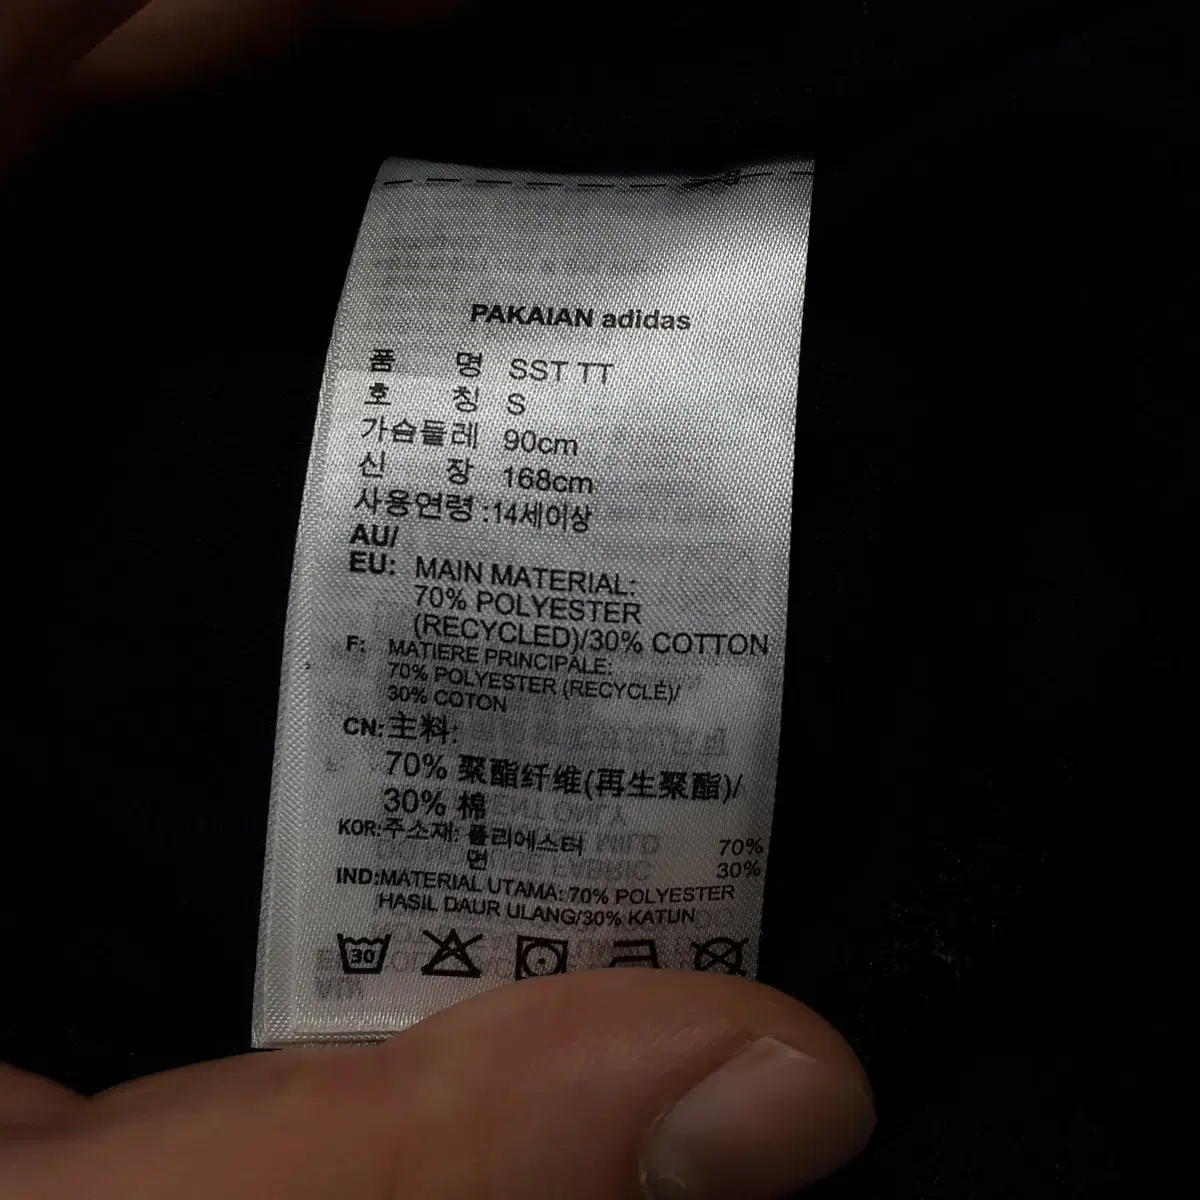 PAKAIAN adidas
품 명 SST TT
호 칭 S
가슴둘레 90cm
신 장 168cm
사용연령 :14세이상
AU/
EU: MAIN MATERIAL:
70% POLYESTER
(RECYCLED)/30% COTTON
F: MATIERE PRINCIPALE:
70% POLYESTER (RECYCLÉ)/
30% COTON
CN: 主料:
70% 聚酯纤维(再生聚酯)/
30% 棉
KOR:주소재: 폴리에스터 70%
면 30%
IND:MATERIAL UTAMA: 70% POLYESTER
HASIL DAUR ULANG/30% KATUN
30